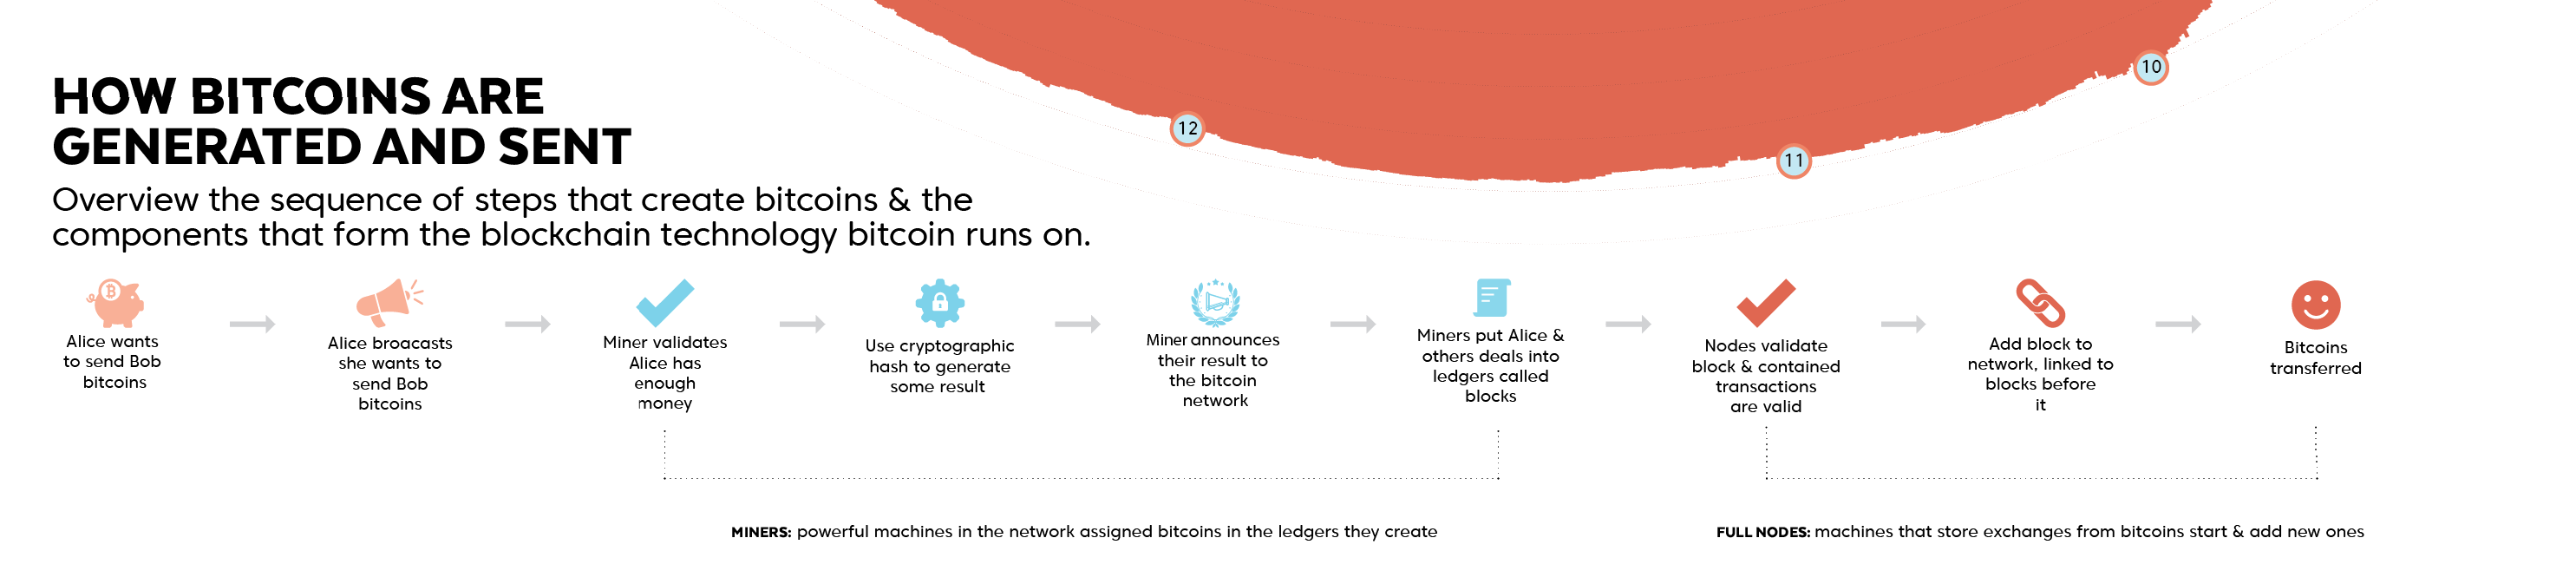 HOW BITCOINS ARE
GENERATED AND SENT
Overview the sequence of steps that create bitcoins & the
components that form the blockchain technology bitcoin runs on.
12
11
10
Alice wants
to send Bob
bitcoins
Alice broacasts
she wants to
send Bob
bitcoins
Miner validates
Alice has
enough
money
Use cryptographic
hash to generate
some result
Miner announces
their result to
the bitcoin
network
Miners put Alice &
others deals into
ledgers called
blocks
Nodes validate
block & contained
transactions
are valid
Add block to
network, linked to
blocks before
it
Bitcoins
transferred
MINERS: powerful machines in the network assigned bitcoins in the ledgers they create
FULL NODES: machines that store exchanges from bitcoins start & add new ones